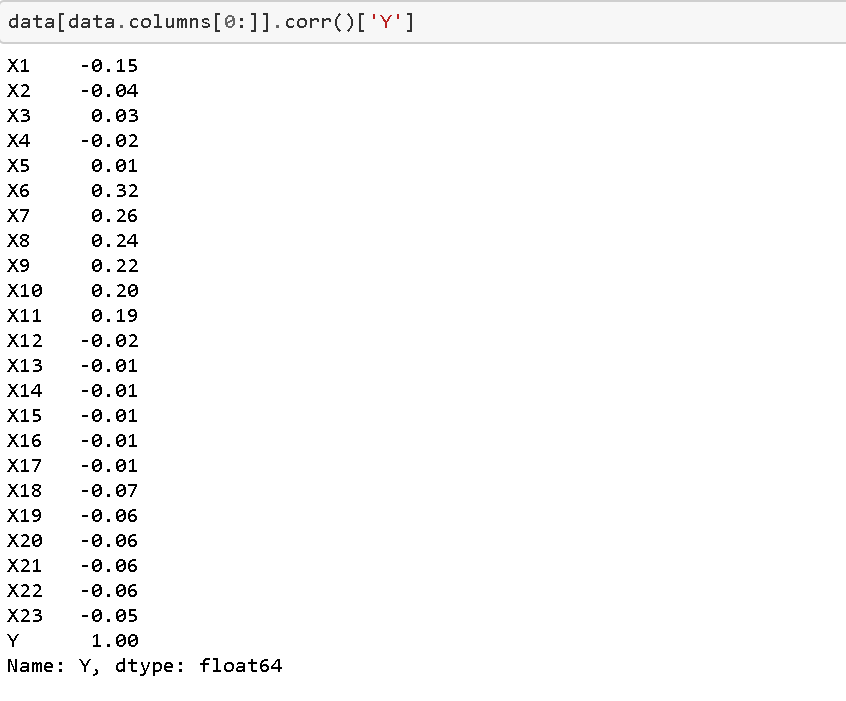 data[data.columns[0:]].corr()['Y']
X1    -0.15
X2    -0.04
X3     0.03
X4    -0.02
X5     0.01
X6     0.32
X7     0.26
X8     0.24
X9     0.22
X10    0.20
X11    0.19
X12   -0.02
X13   -0.01
X14   -0.01
X15   -0.01
X16   -0.01
X17   -0.01
X18   -0.07
X19   -0.06
X20   -0.06
X21   -0.06
X22   -0.06
X23   -0.05
Y      1.00
Name: Y, dtype: float64